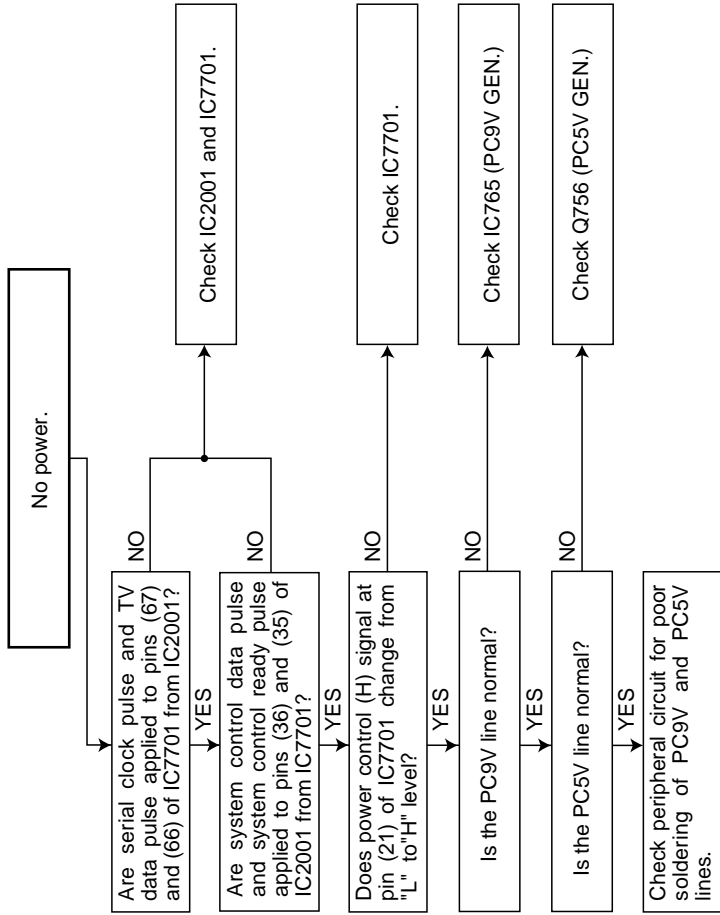 No power.
Are serial clock pulse and TV
data pulse applied to pins (67)
and (66) of IC7701 from IC2001?
NO
YES
Check IC2001 and IC7701.
Are system control data pulse
and system control ready pulse
applied to pins (36) and (35) of
IC2001 from IC7701?
NO
YES
Does power control (H) signal at
pin (21) of IC7701 change from
"L" to"H" level?
NO
YES
Check IC7701.
Is the PC9V line normal?
NO
YES
Check IC765 (PC9V GEN.)
Is the PC5V line normal?
NO
YES
Check Q756 (PC5V GEN.)
Check peripheral circuit for poor
soldering of PC9V and PC5V
lines.